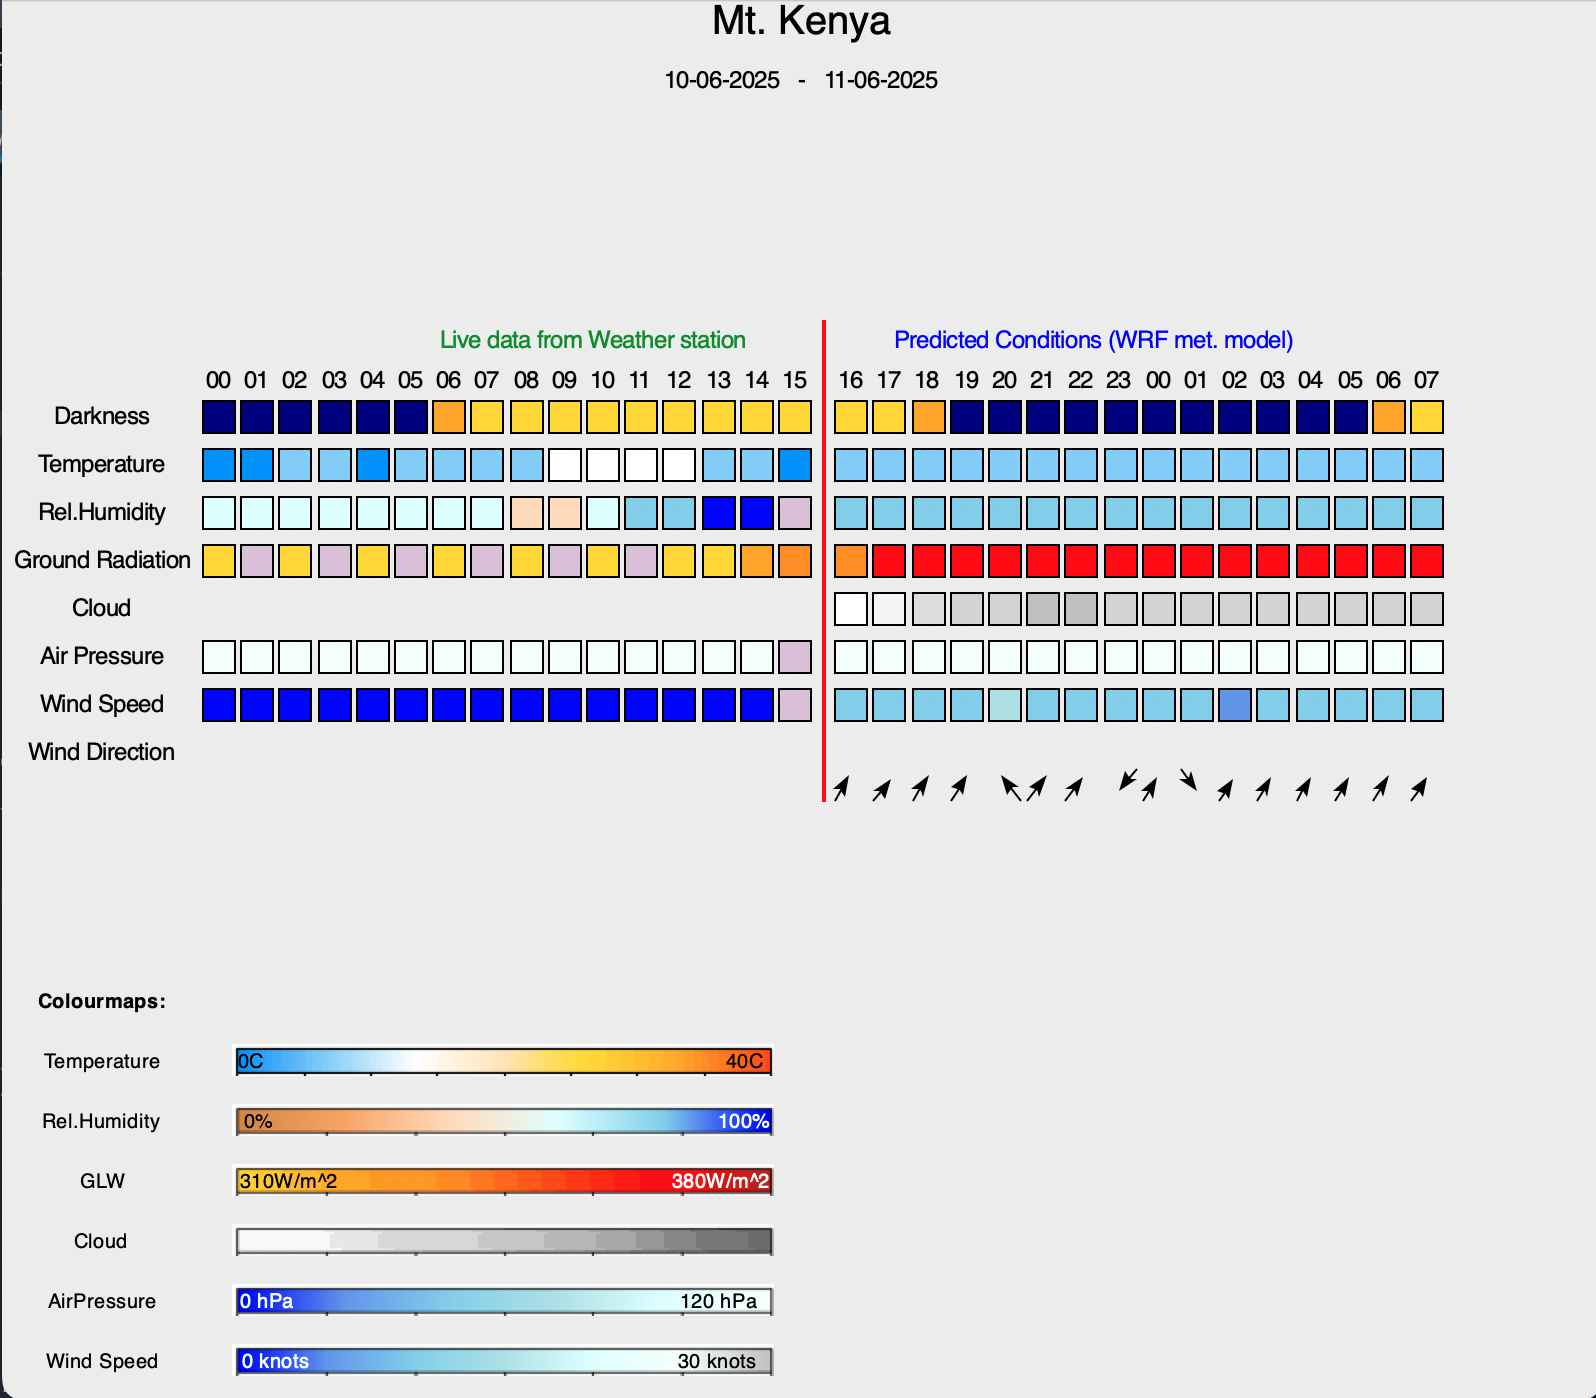 Mt. Kenya
10-06-2025 - 11-06-2025
Live data from Weather station
Predicted Conditions (WRF met. model)
00 01 02 03 04 05 06 07 08 09 10 11 12 13 14 15 16 17 18 19 20 21 22 23 00 01 02 03 04 05 06 07
Darkness
Temperature
Rel.Humidity
Ground Radiation
Cloud
Air Pressure
Wind Speed
Wind Direction
Colourmaps:
Temperature 0C 40C
Rel.Humidity 0% 100%
GLW 310W/m^2 380W/m^2
Cloud
AirPressure 0 hPa 120 hPa
Wind Speed 0 knots 30 knots